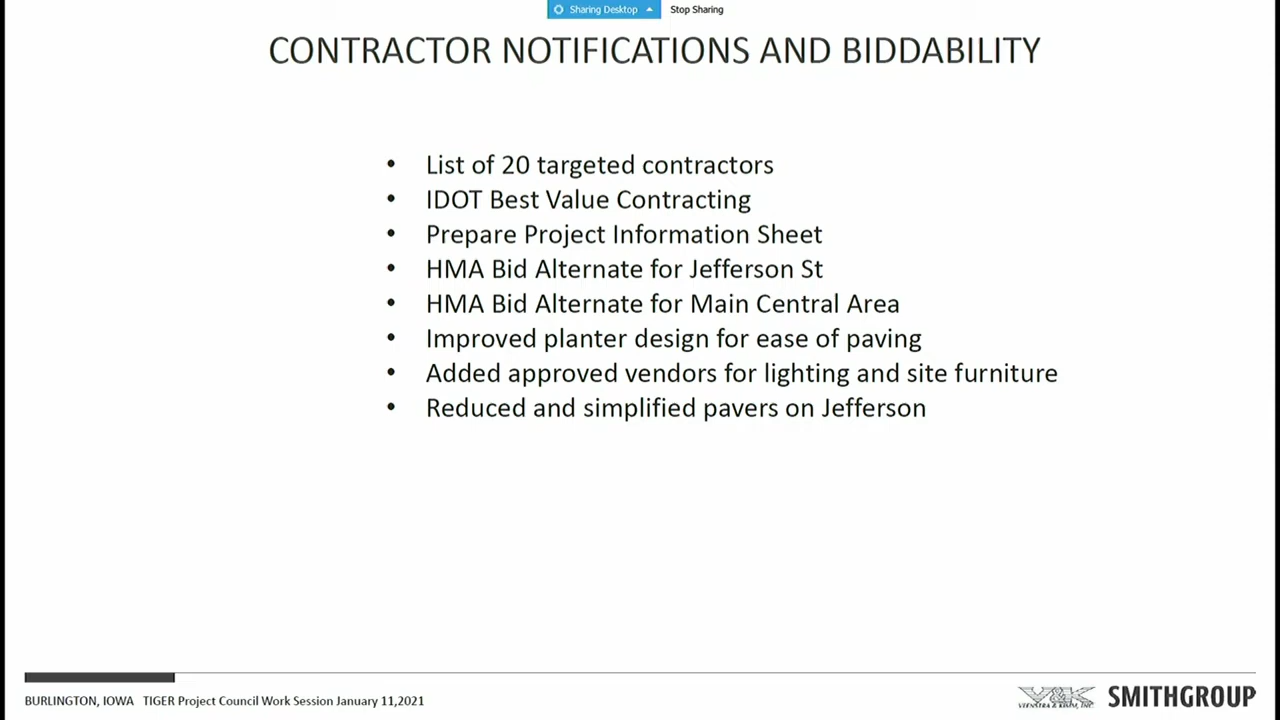 Sharing Desktop Stop Sharing
CONTRACTOR NOTIFICATIONS AND BIDDABILITY
• List of 20 targeted contractors
• IDOT Best Value Contracting
• Prepare Project Information Sheet
• HMA Bid Alternate for Jefferson St
• HMA Bid Alternate for Main Central Area
• Improved planter design for ease of paving
• Added approved vendors for lighting and site furniture
• Reduced and simplified pavers on Jefferson
BURLINGTON, IOWA TIGER Project Council Work Session January 11,2021
V&K
VEENSTRA & KIMM, INC.
SMITHGROUP